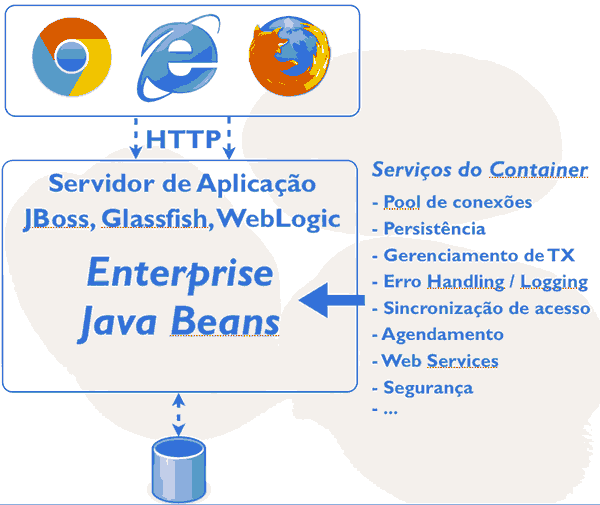 HTTP
Servidor de Aplicação
JBoss, Glassfish, WebLogic
Enterprise
Java Beans
Serviços do Container
- Pool de conexões
- Persistência
- Gerenciamento de TX
- Erro Handling / Logging
- Sincronização de acesso
- Agendamento
- Web Services
- Segurança
- ...